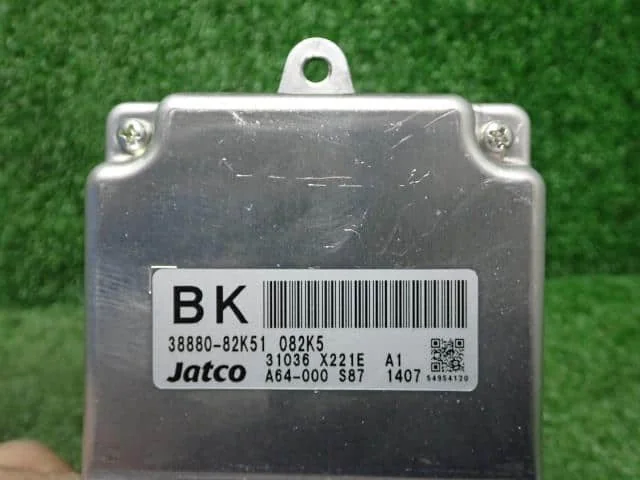 BK
38880-82K51 082K5
31036 X221E A1
Jatco A64-000 S87 1407
54954120